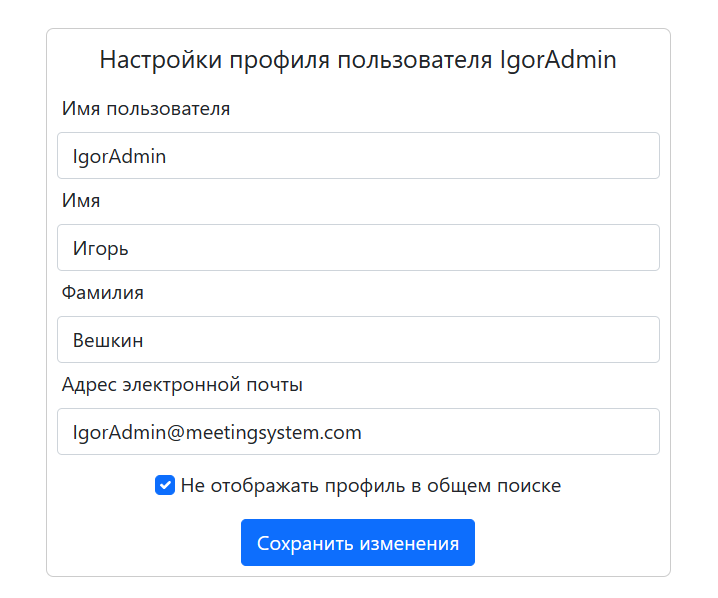 Настройки профиля пользователя IgorAdmin
Имя пользователя
IgorAdmin
Имя
Игорь
Фамилия
Вешкин
Адрес электронной почты
IgorAdmin@meetingsystem.com
Не отображать профиль в общем поиске
Сохранить изменения